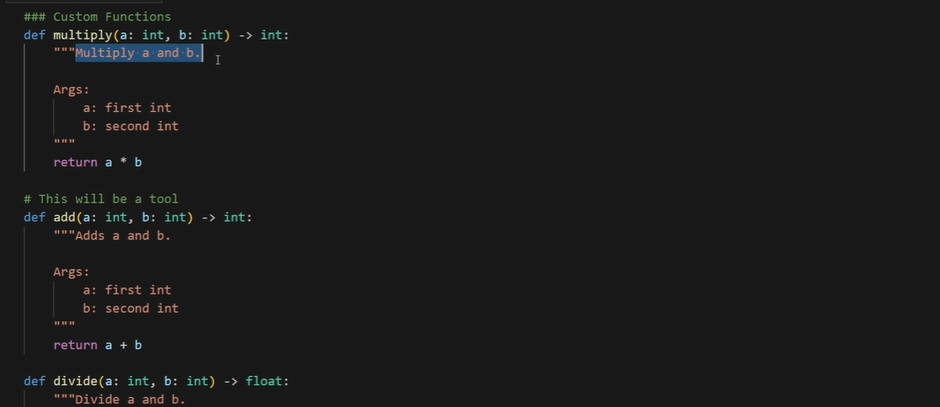 ### Custom Functions
def multiply(a: int, b: int) -> int:
    """Multiply a and b.

    Args:
        a: first int
        b: second int
    """
    return a * b

# This will be a tool
def add(a: int, b: int) -> int:
    """Adds a and b.

    Args:
        a: first int
        b: second int
    """
    return a + b

def divide(a: int, b: int) -> float:
    """Divide a and b.